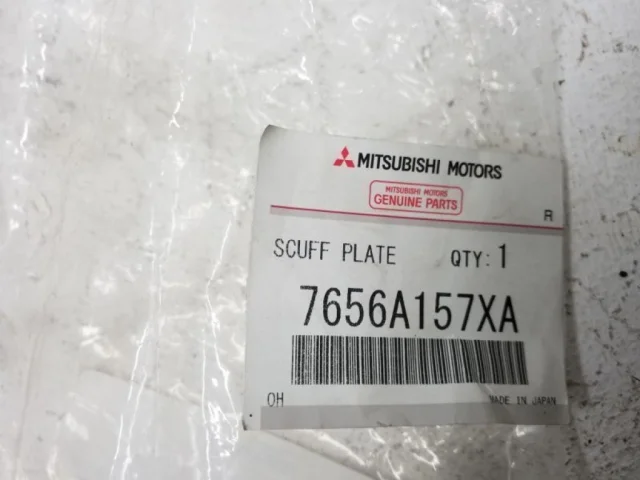 MITSUBISHI MOTORS
MITSUBISHI MOTORS
GENUINE PARTS
R
SCUFF PLATE QTY: 1
7656A157XA
OH MADE IN JAPAN